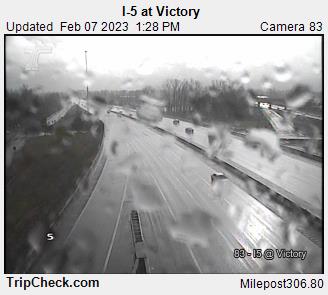 I-5 at Victory
Updated Feb 07 2023 1:28 PM Camera 83
S
83 - I5 @ Victory
TripCheck.com Milepost306.80